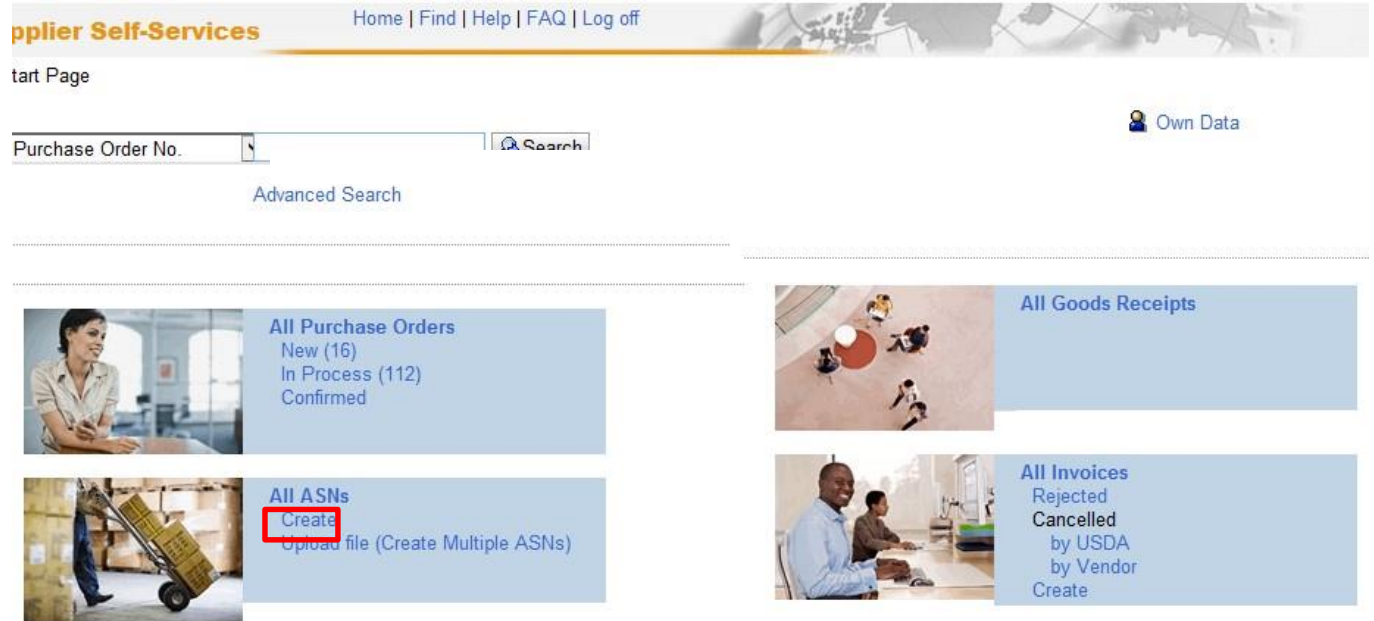 pplier Self-Services
Home | Find | Help | FAQ | Log off
tart Page
Own Data
Purchase Order No.
Search
Advanced Search
All Purchase Orders
New (16)
In Process (112)
Confirmed
All ASNs
Create
Upload file (Create Multiple ASNs)
All Goods Receipts
All Invoices
Rejected
Cancelled
by USDA
by Vendor
Create